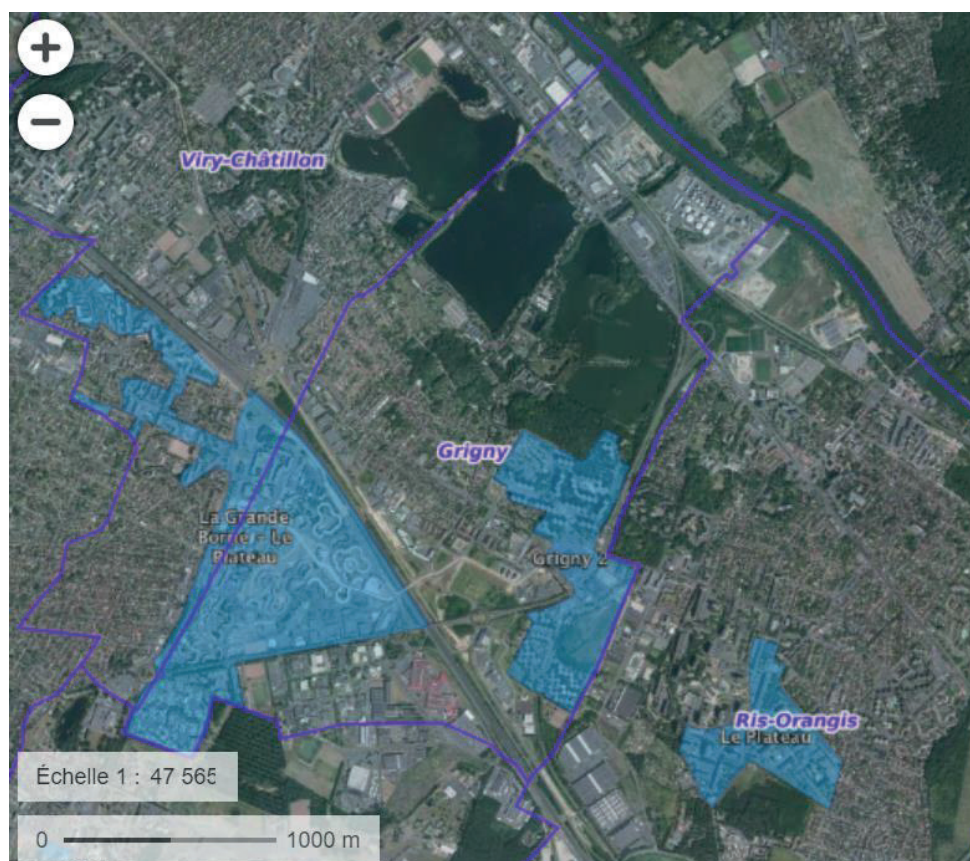 +
−
Viry-Châtillon
Grigny
La Grande
Borne - Le
Plateau
Grigny 2
Ris-Orangis
Le Plateau
Échelle 1 : 47 565
0 1000 m